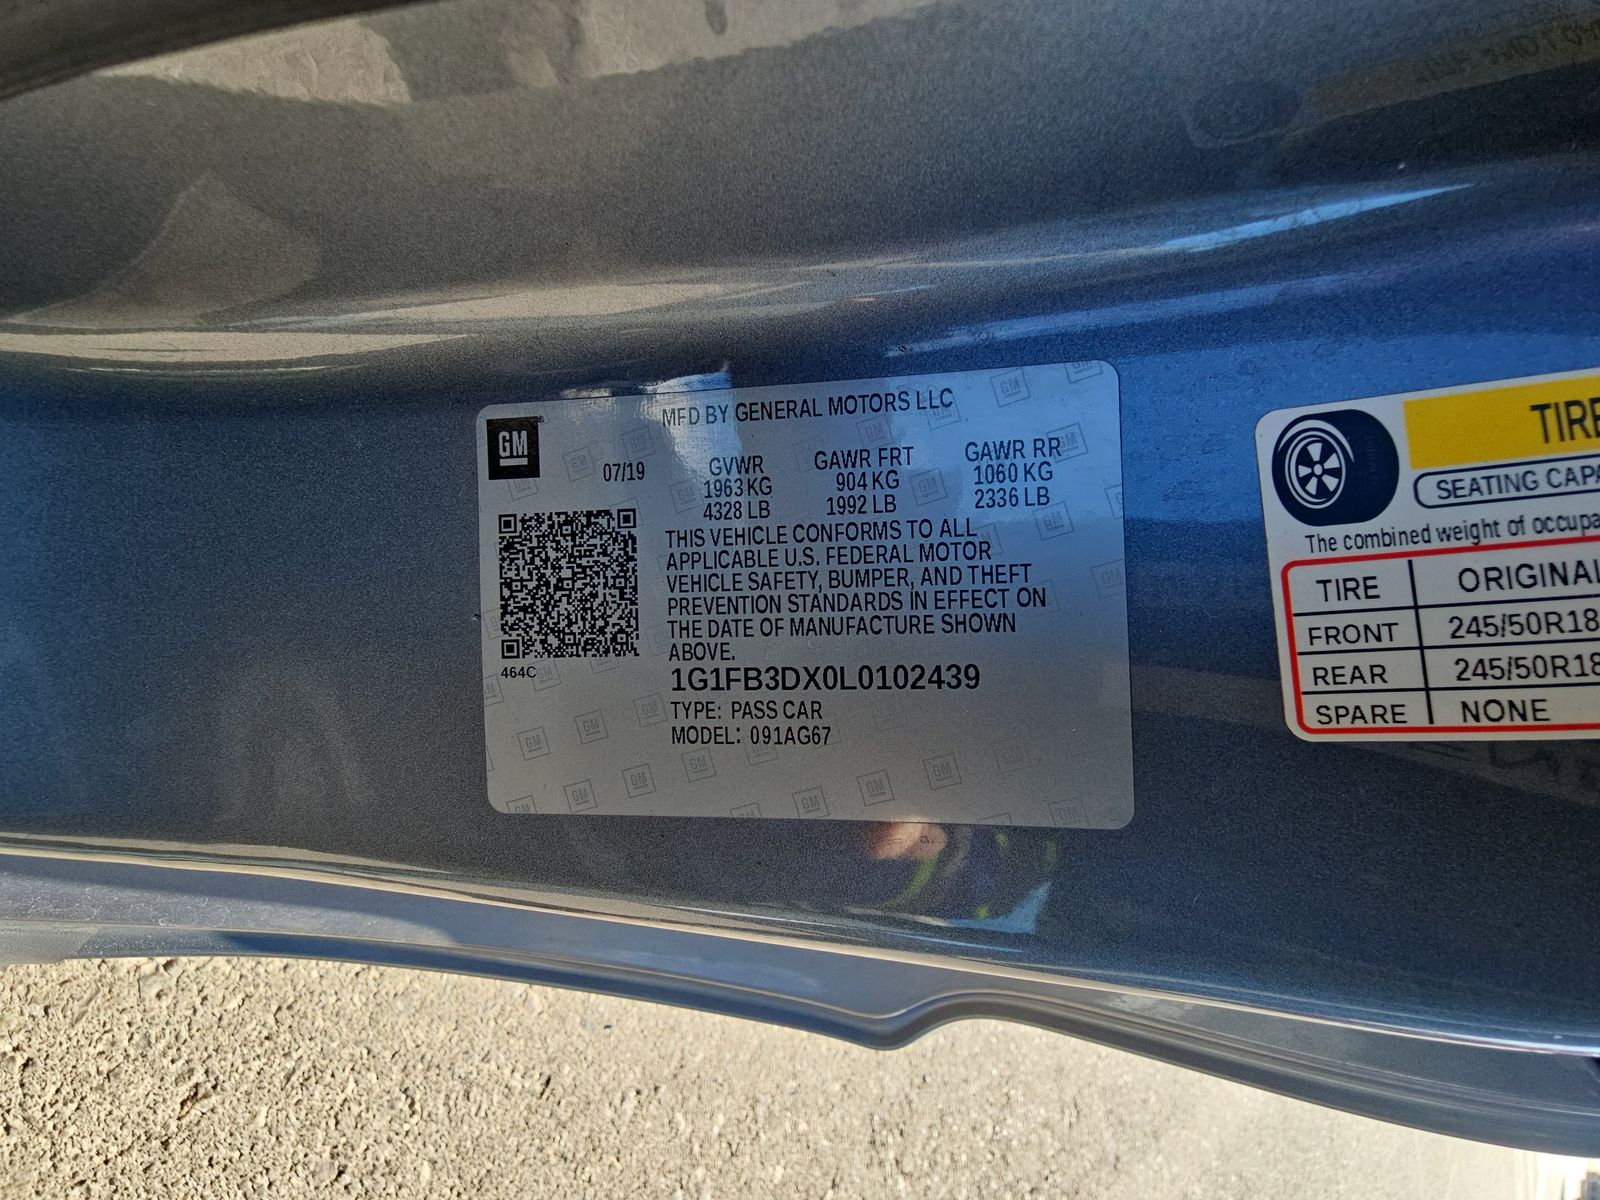 MFD BY GENERAL MOTORS LLC
GM
07/19
GVWR
1963 KG
4328 LB
GAWR FRT
904 KG
1992 LB
GAWR RR
1060 KG
2336 LB
THIS VEHICLE CONFORMS TO ALL
APPLICABLE U.S. FEDERAL MOTOR
VEHICLE SAFETY, BUMPER, AND THEFT
PREVENTION STANDARDS IN EFFECT ON
THE DATE OF MANUFACTURE SHOWN
ABOVE.
464C
1G1FB3DX0L0102439
TYPE: PASS CAR
MODEL: 091AG67
TIRE
SEATING CAPA
The combined weight of occupa
TIRE ORIGINAL
FRONT 245/50R18
REAR 245/50R18
SPARE NONE